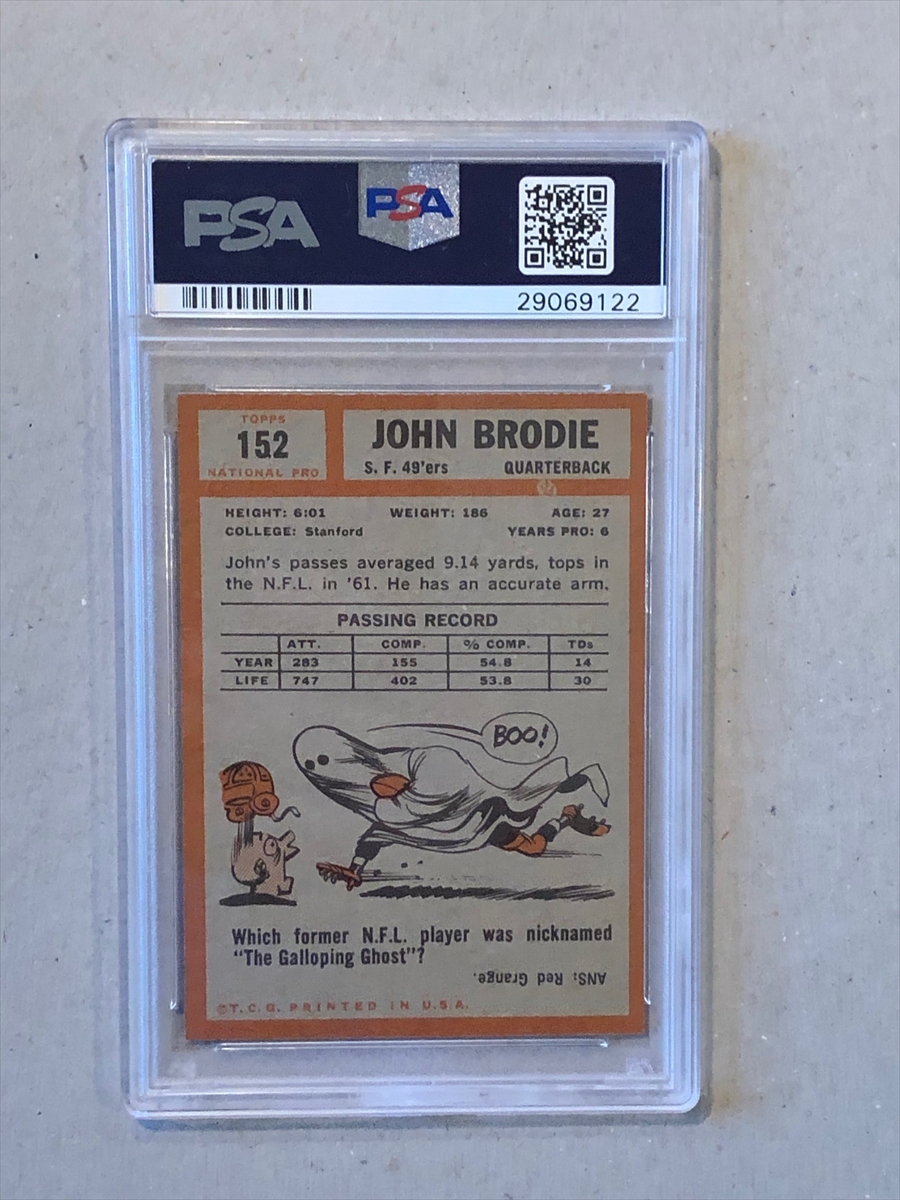 PSA
PSA
29069122
TOPPS
152
NATIONAL PRO
JOHN BRODIE
S. F. 49'ers QUARTERBACK
HEIGHT: 6:01 WEIGHT: 186 AGE: 27
COLLEGE: Stanford YEARS PRO: 6
John's passes averaged 9.14 yards, tops in
the N.F.L. in '61. He has an accurate arm.
PASSING RECORD
ATT. COMP. % COMP. TDs
YEAR 283 155 54.8 14
LIFE 747 402 53.8 30
BOO!
Which former N.F.L. player was nicknamed
"The Galloping Ghost"?
ANS: Red Grange.
©T.C.G. PRINTED IN U.S.A.